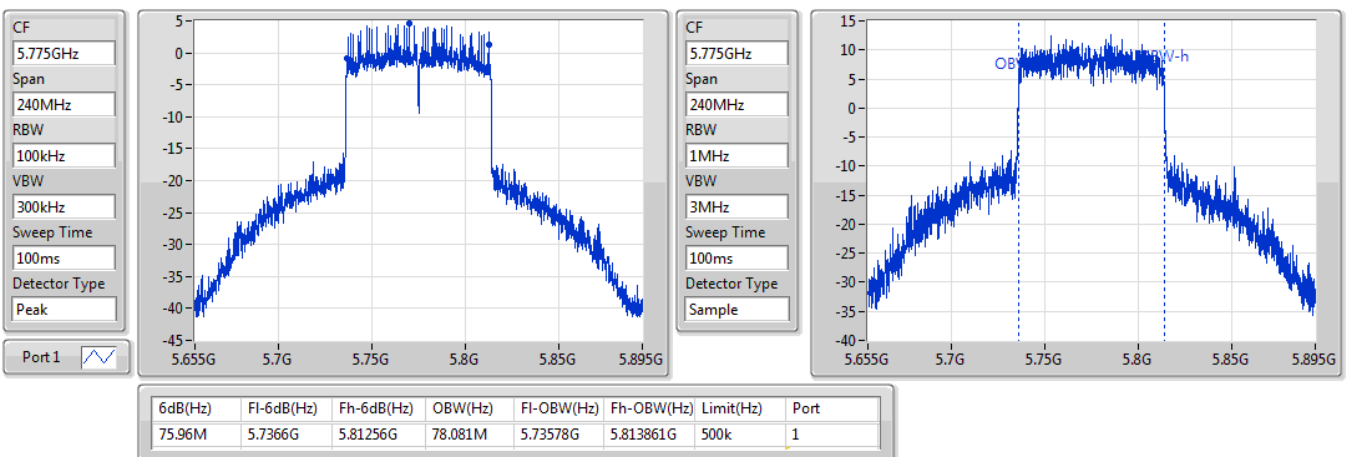 CF
5.775GHz
Span
240MHz
RBW
100kHz
VBW
300kHz
Sweep Time
100ms
Detector Type
Peak
Port 1
5
0
-5
-10
-15
-20
-25
-30
-35
-40
-45
5.655G 5.7G 5.75G 5.8G 5.85G 5.895G
CF
5.775GHz
Span
240MHz
RBW
1MHz
VBW
3MHz
Sweep Time
100ms
Detector Type
Sample
15
10
5
0
-5
-10
-15
-20
-25
-30
-35
-40
5.655G 5.7G 5.75G 5.8G 5.85G 5.895G
6dB(Hz) Fl-6dB(Hz) Fh-6dB(Hz) OBW(Hz) Fl-OBW(Hz) Fh-OBW(Hz) Limit(Hz) Port
75.96M 5.7366G 5.81256G 78.081M 5.73578G 5.813861G 500k 1